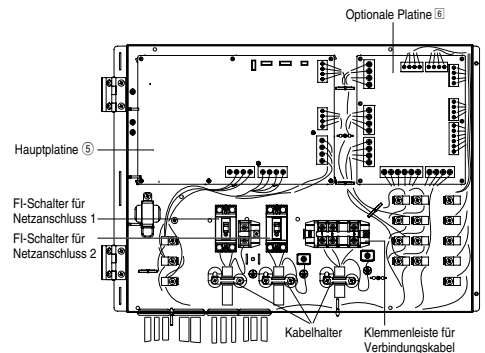 Optionale Platine 6
Hauptplatine ⑤
FI-Schalter für
Netzanschluss 1
FI-Schalter für
Netzanschluss 2
Kabelhalter
Klemmenleiste für
Verbindungskabel